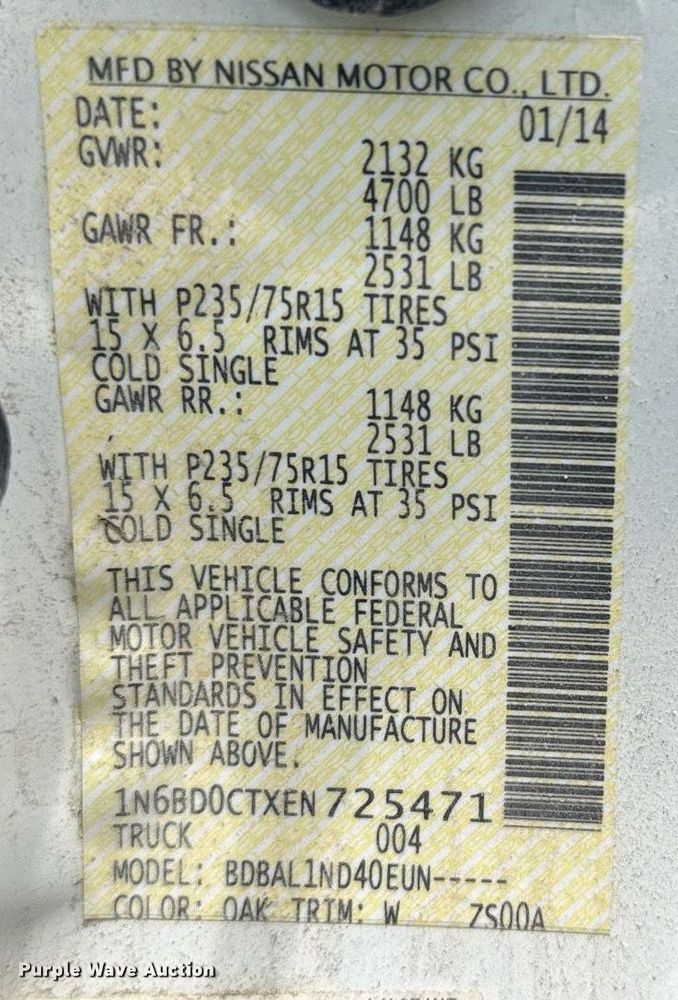 MFD BY NISSAN MOTOR CO., LTD.
DATE: 01/14
GVWR: 2132 KG
4700 LB
GAWR FR.: 1148 KG
2531 LB
WITH P235/75R15 TIRES
15 X 6.5 RIMS AT 35 PSI
COLD SINGLE
GAWR RR.: 1148 KG
2531 LB
WITH P235/75R15 TIRES
15 X 6.5 RIMS AT 35 PSI
COLD SINGLE
THIS VEHICLE CONFORMS TO
ALL APPLICABLE FEDERAL
MOTOR VEHICLE SAFETY AND
THEFT PREVENTION
STANDARDS IN EFFECT ON
THE DATE OF MANUFACTURE
SHOWN ABOVE.
1N6BD0CTXEN725471
TRUCK 004
MODEL: BDBAL1ND40EUN-----
COLOR: QAK TRIM: W ZS00A
Purple Wave Auction